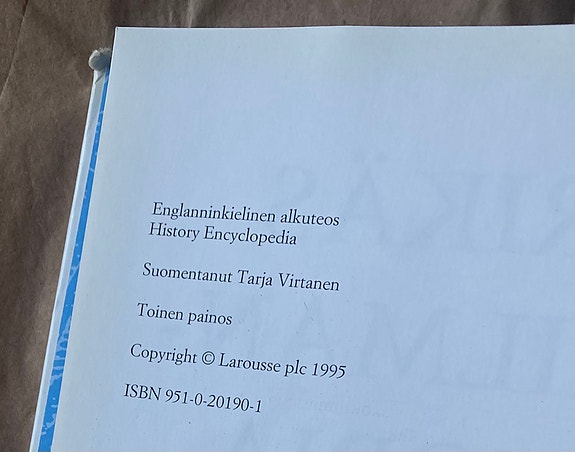 Englanninkielinen alkuteos
History Encyclopedia
Suomentanut Tarja Virtanen
Toinen painos
Copyright © Larousse plc 1995
ISBN 951-0-20190-1